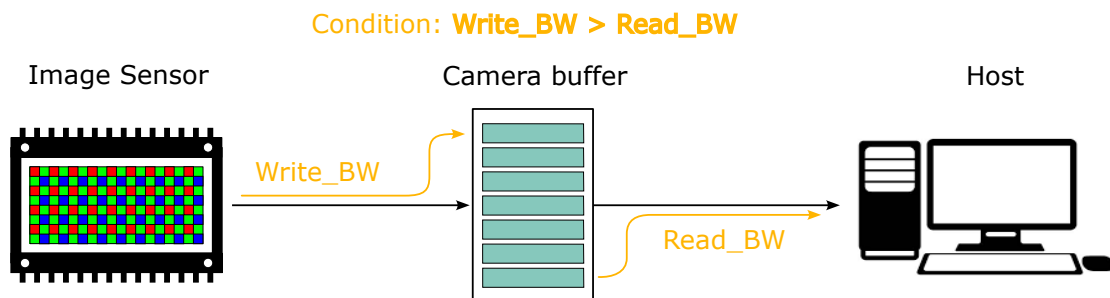 Condition: Write_BW > Read_BW
Image Sensor
Camera buffer
Host
Write_BW
Read_BW